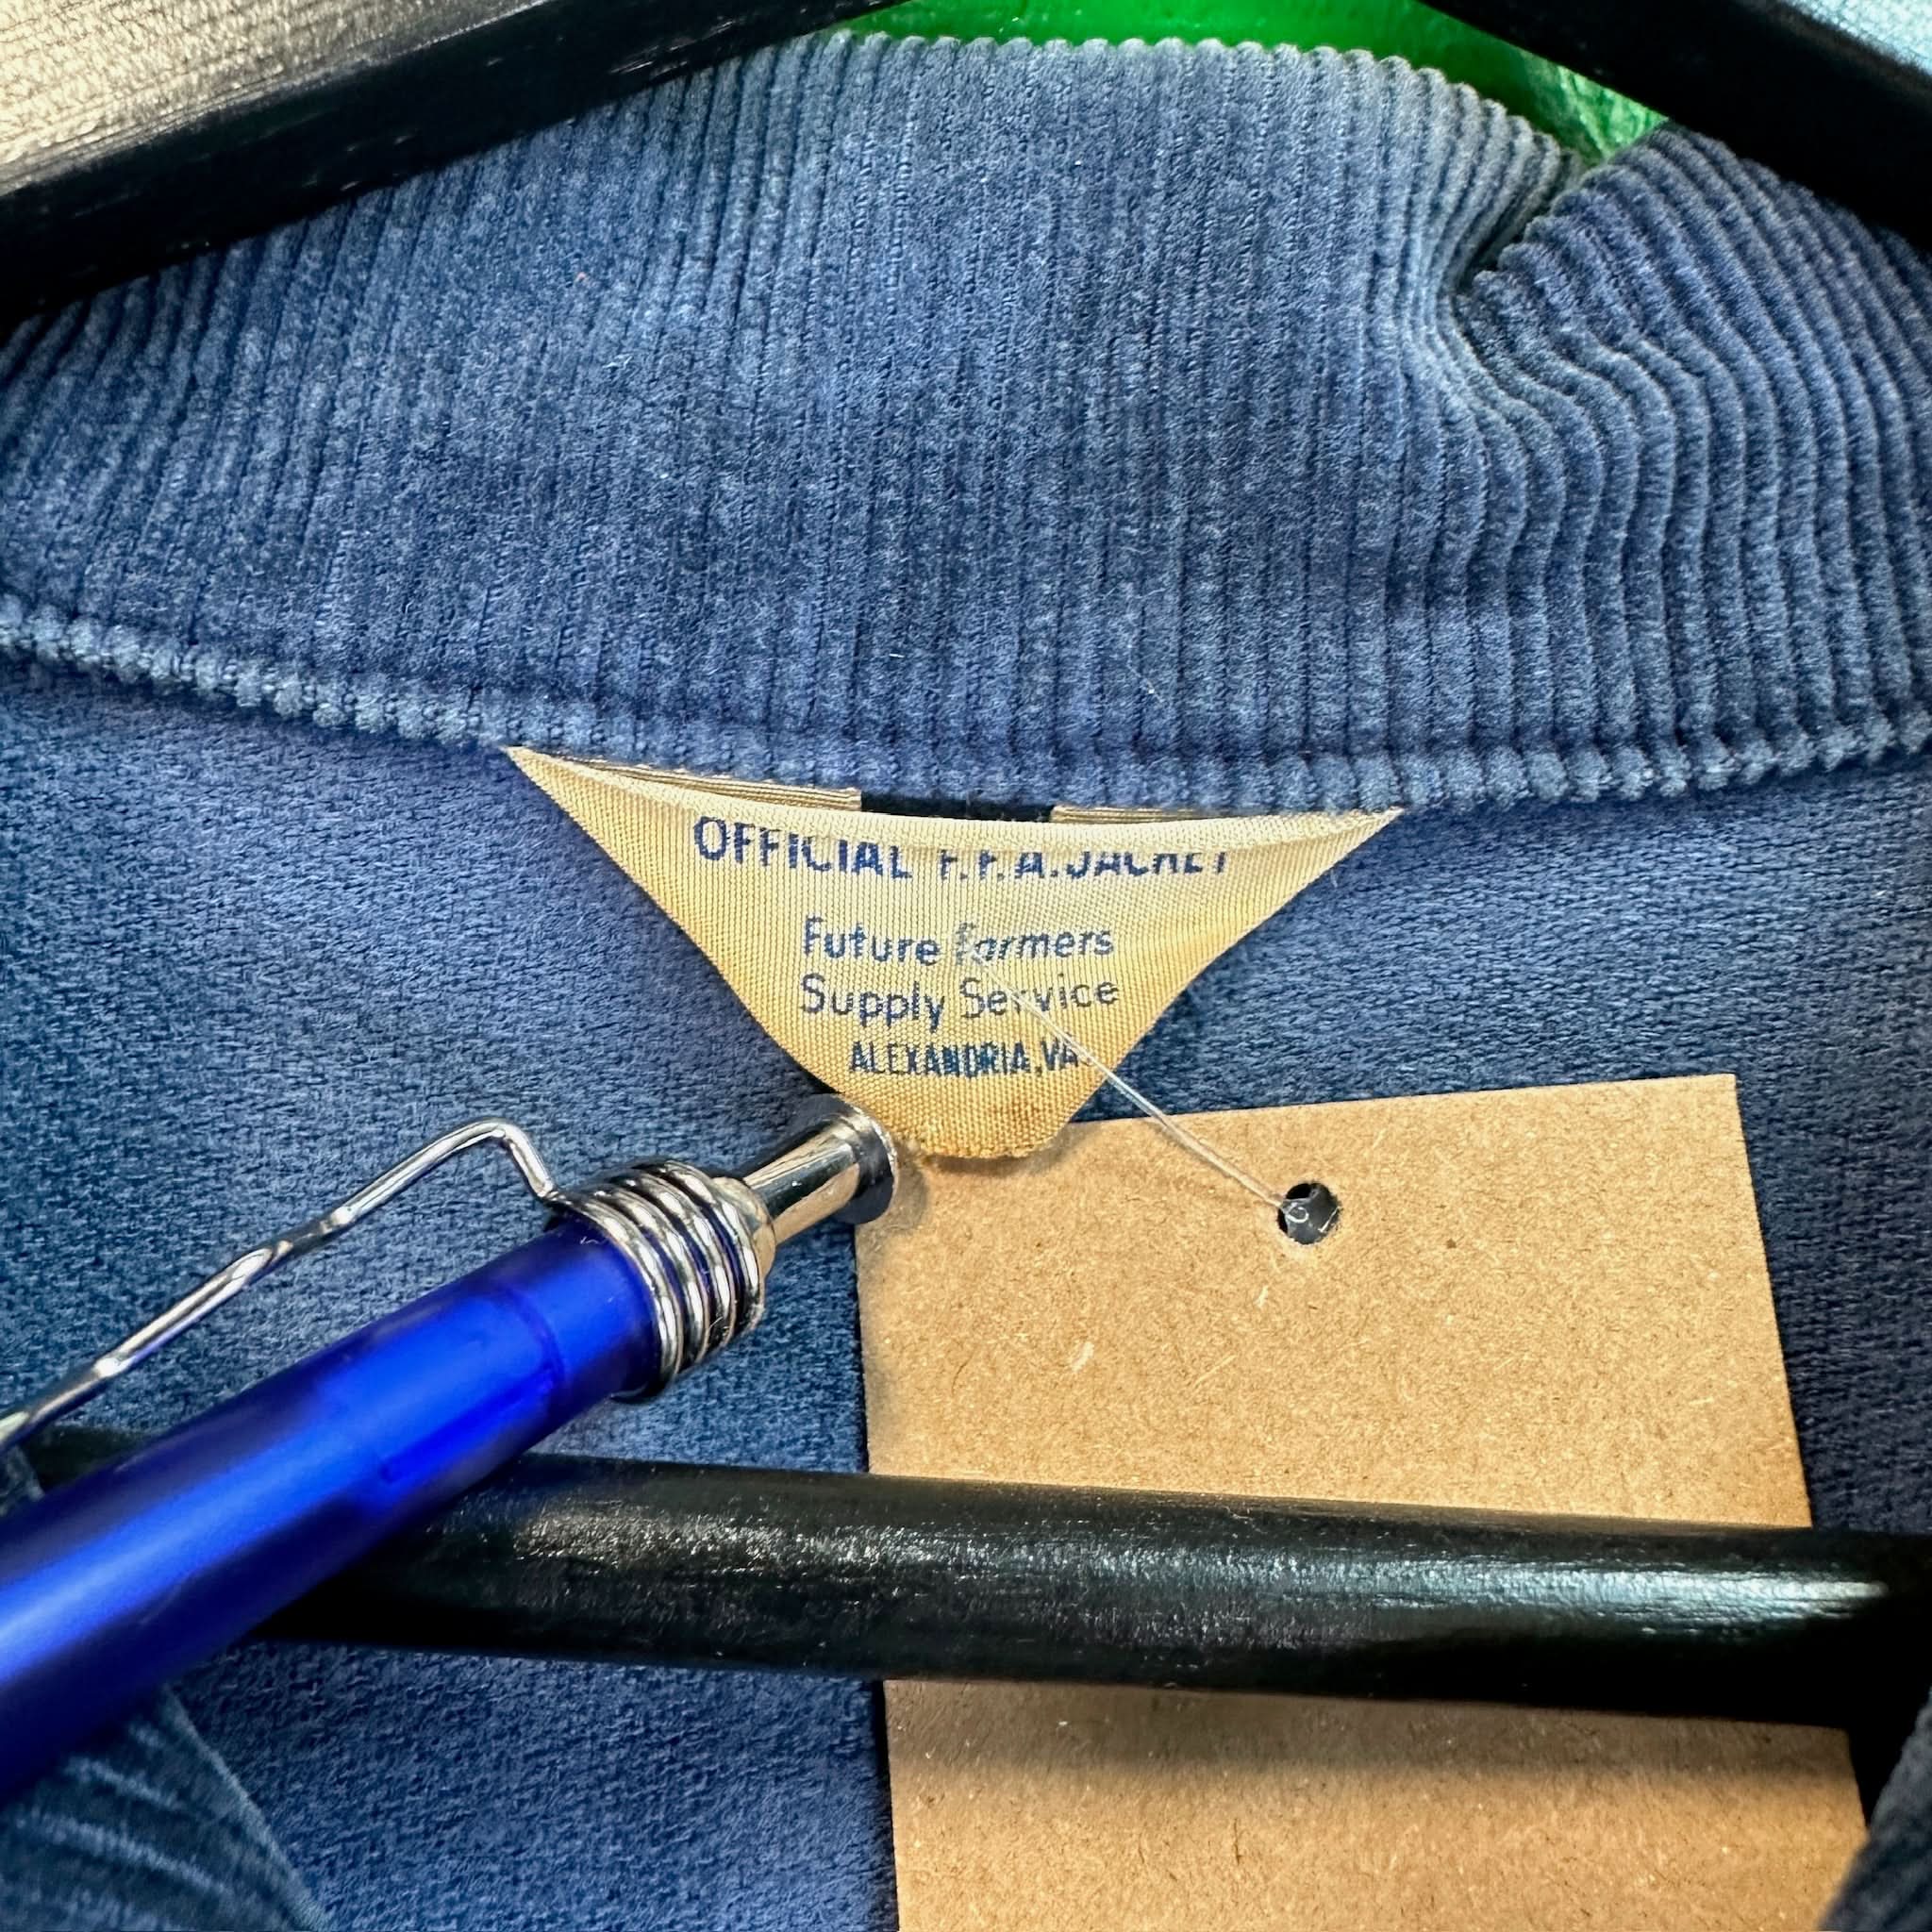 OFFICIAL F.F.A. JACKET
Future Farmers
Supply Service
ALEXANDRIA, VA.